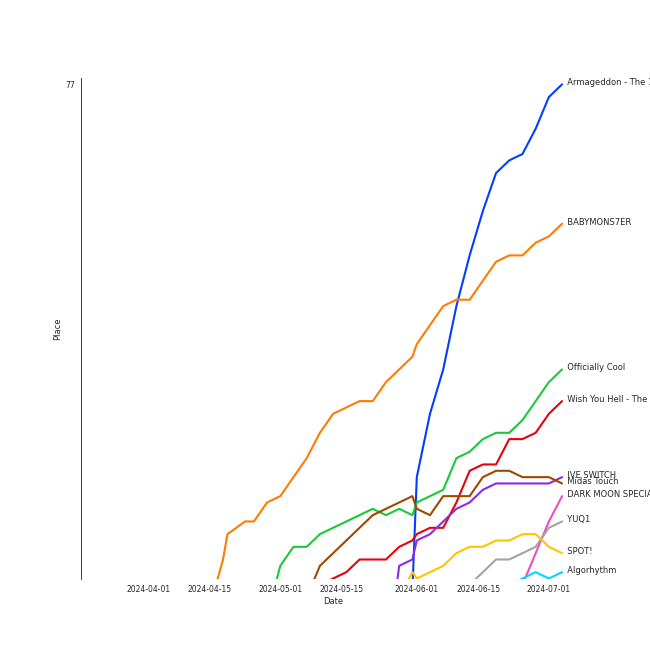 77
Armageddon - The
BABYMONS7ER
Officially Cool
Wish You Hell - The
IVE SWITCH
Midas Touch
DARK MOON SPECIA
YUQ1
SPOT!
Algorhythm
Place
2024-04-01 2024-04-15 2024-05-01 2024-05-15 2024-06-01 2024-06-15 2024-07-01
Date